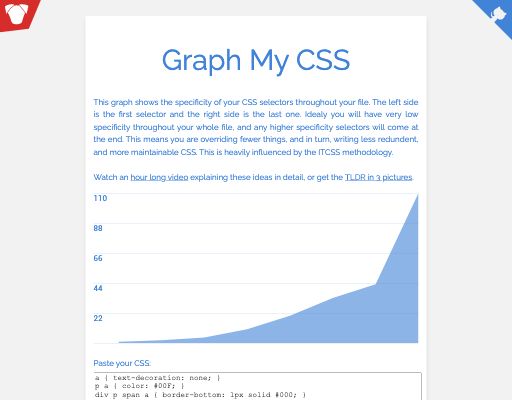 Graph My CSS
This graph shows the specificity of your CSS selectors throughout your file. The left side
is the first selector and the right side is the last one. Idealy you will have very low
specificity throughout your whole file, and any higher specificity selectors will come at
the end. This means you are overriding fewer things, and in turn, writing less redundant,
and more maintainable CSS. This is heavily influenced by the ITCSS methodology.
Watch an hour long video explaining these ideas in detail, or get the TLDR in 3 pictures.
110
88
66
44
22
Paste your CSS:
a { text-decoration: none; }
p a { color: #00F; }
div p span a { border-bottom: 1px solid #000; }